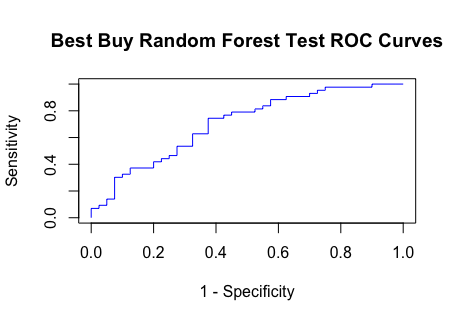 Best Buy Random Forest Test ROC Curves
Sensitivity
0.8
0.4
0.0
0.0 0.2 0.4 0.6 0.8 1.0
1 - Specificity